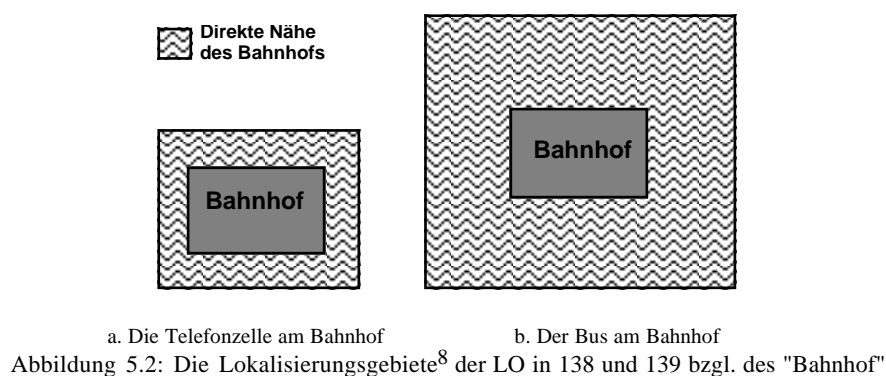 Direkte Nähe
des Bahnhofs
Bahnhof
Bahnhof
a. Die Telefonzelle am Bahnhof
b. Der Bus am Bahnhof
Abbildung 5.2: Die Lokalisierungsgebiete8 der LO in 138 und 139 bzgl. des "Bahnhof"